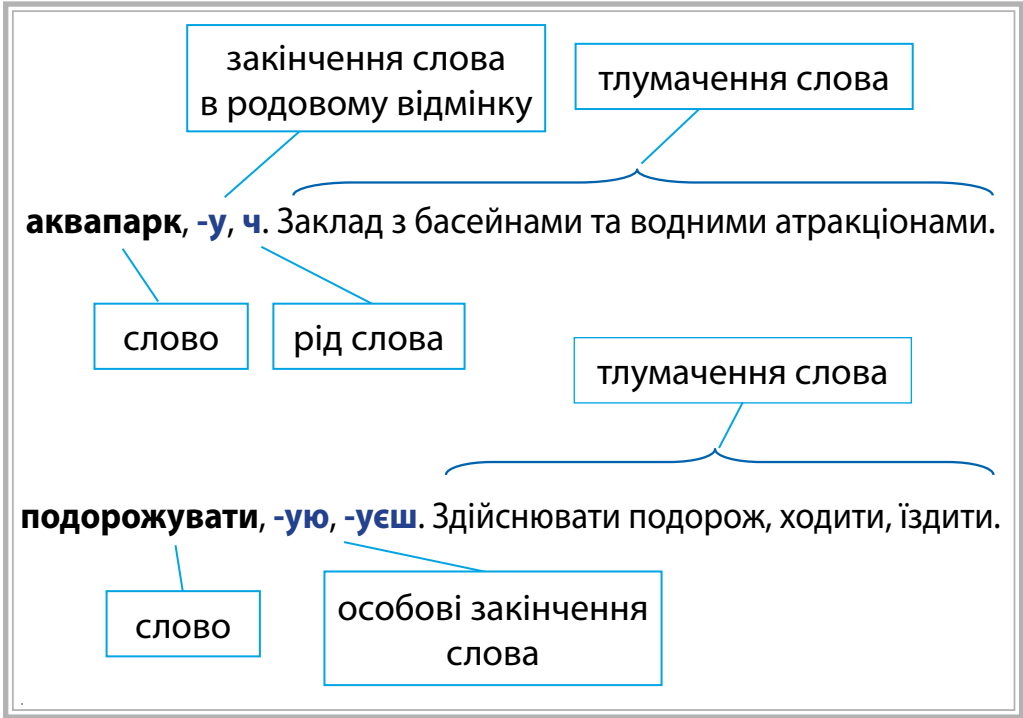 закінчення слова
в родовому відмінку
тлумачення слова
аквапарк, -у, ч. Заклад з басейнами та водними атракціонами.
слово
рід слова
тлумачення слова
подорожувати, -ую, -уєш. Здійснювати подорож, ходити, їздити.
слово
особові закінчення
слова